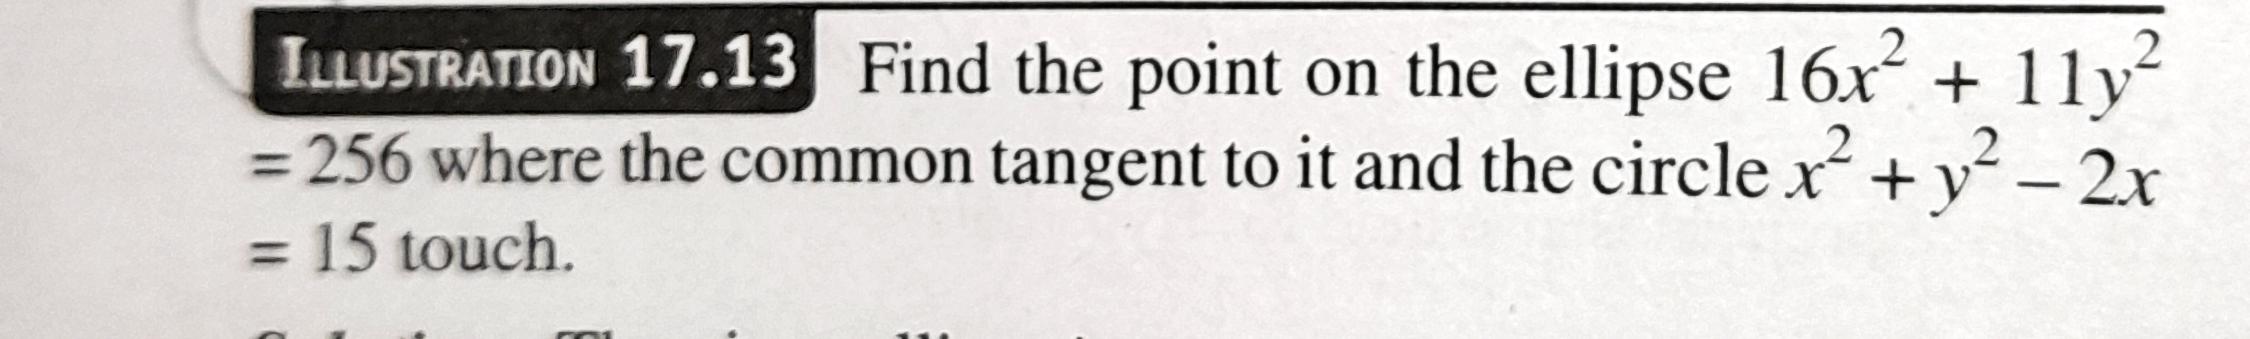 ILLUSTRATION 17.13 Find the point on the ellipse 16x² + 11y²
= 256 where the common tangent to it and the circle x² + y² – 2x
= 15 touch.